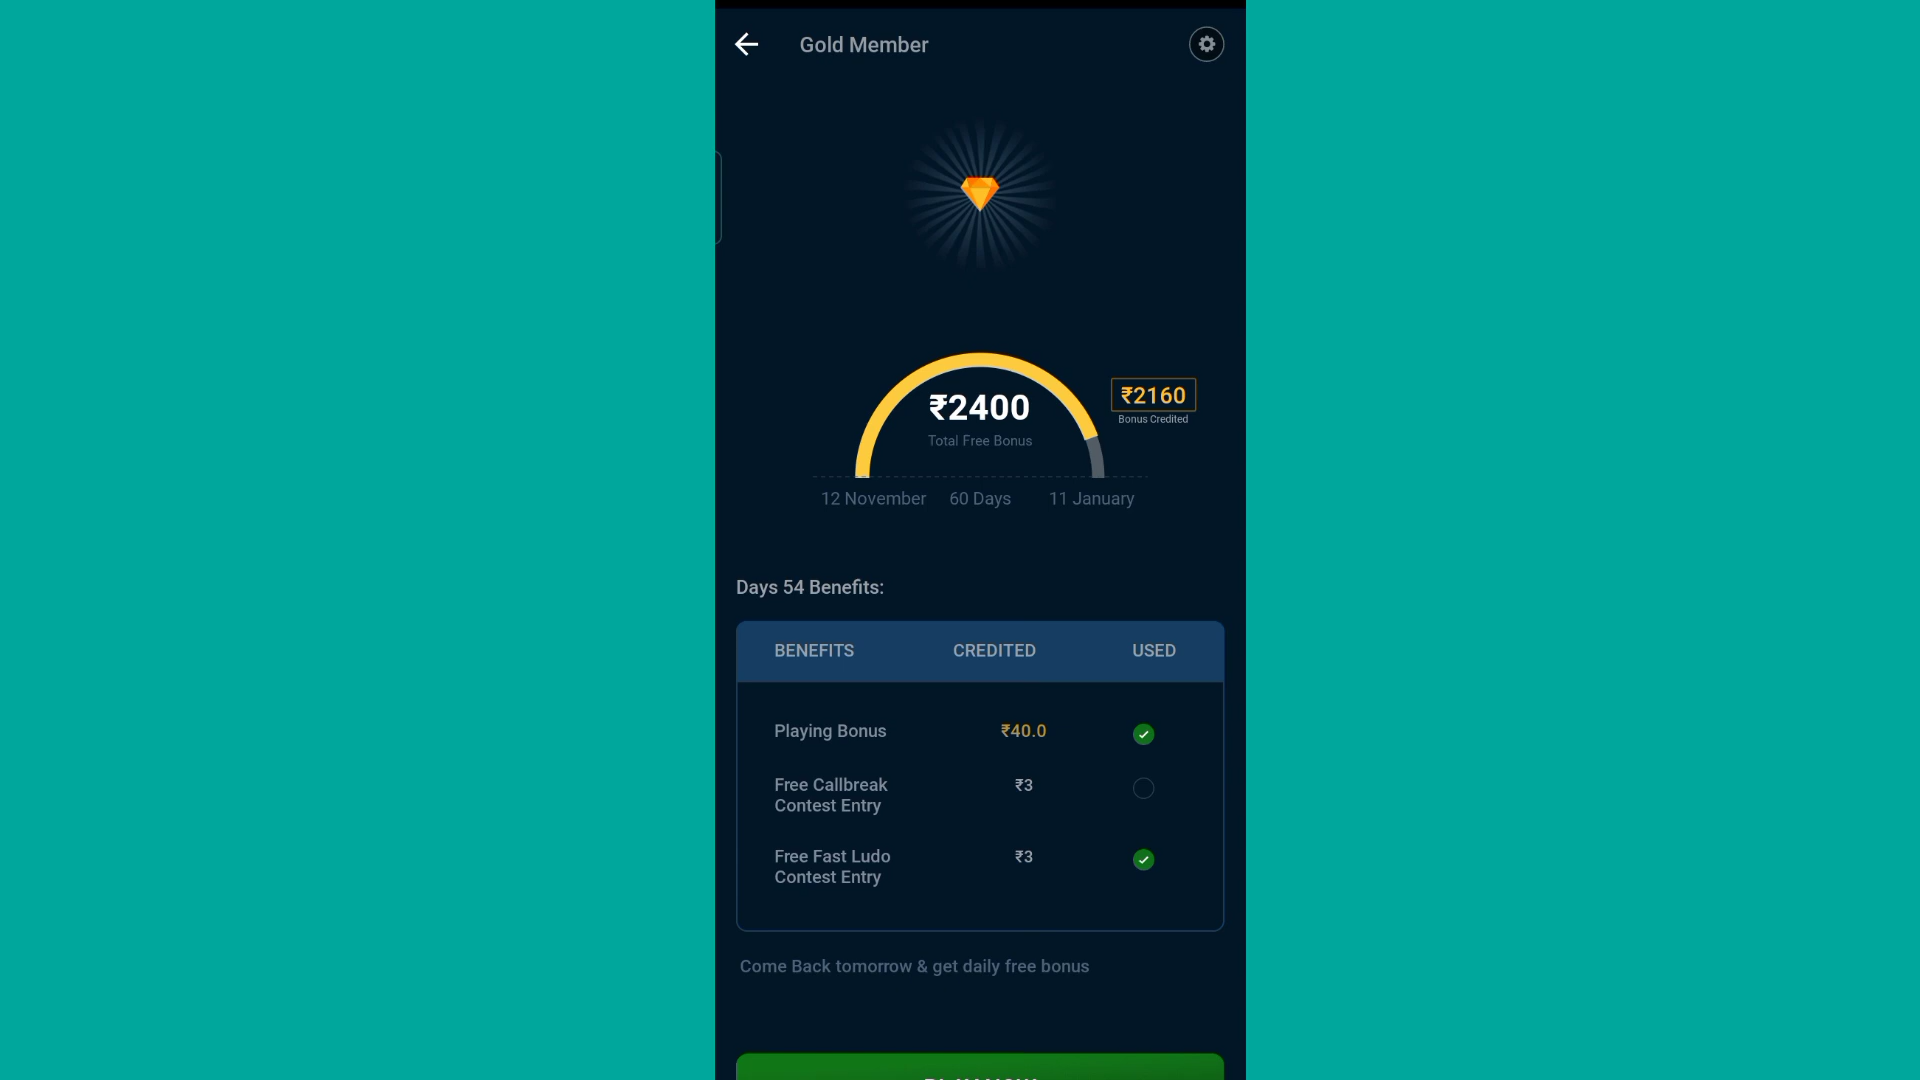 Gold Member
₹2400
Total Free Bonus
₹2160
Bonus Credited
12 November 60 Days 11 January
Days 54 Benefits:
BENEFITS CREDITED USED
Playing Bonus ₹40.0
Free Callbreak ₹3
Contest Entry
Free Fast Ludo ₹3
Contest Entry
Come Back tomorrow & get daily free bonus